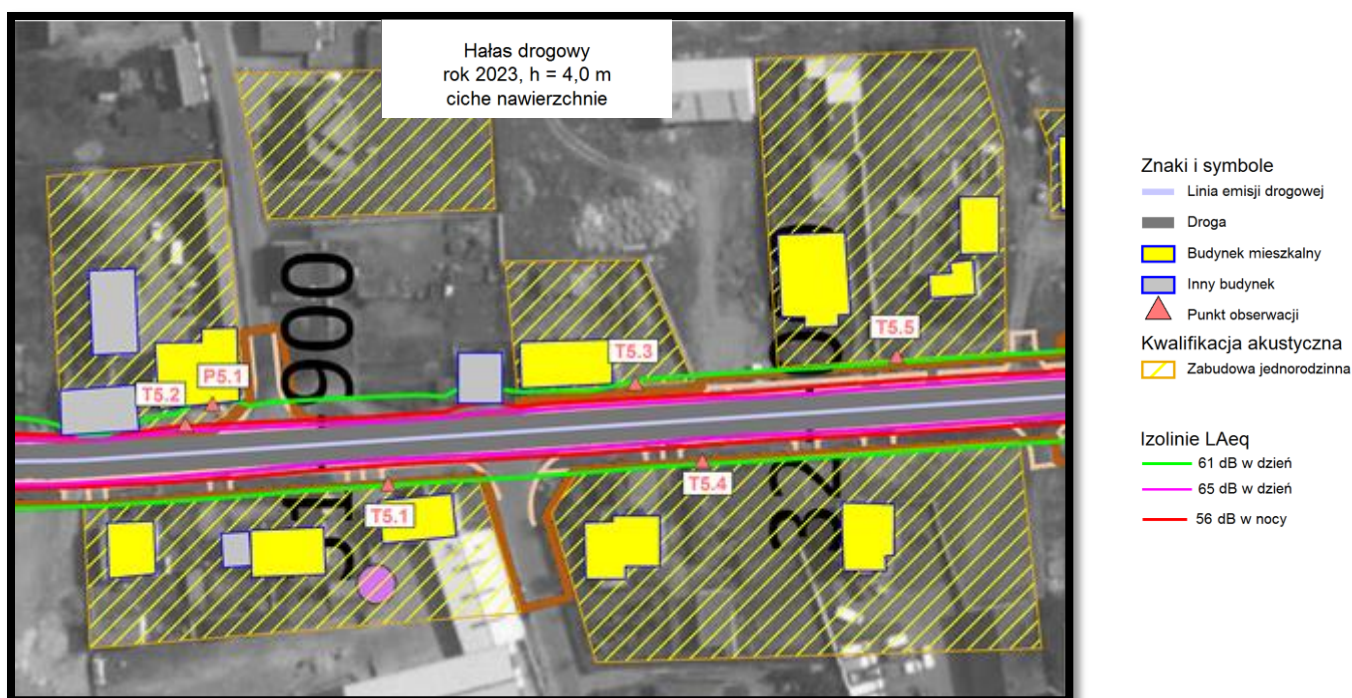 Hałas drogowy
rok 2023, h = 4,0 m
ciche nawierzchnie
T5.5
T5.3
P5.1
T5.2
T5.4
T5.1
900
Znaki i symbole
Linia emisji drogowej
Droga
Budynek mieszkalny
Inny budynek
Punkt obserwacji
Kwalifikacja akustyczna
Zabudowa jednorodzinna
Izolinie LAeq
61 dB w dzień
65 dB w dzień
56 dB w nocy